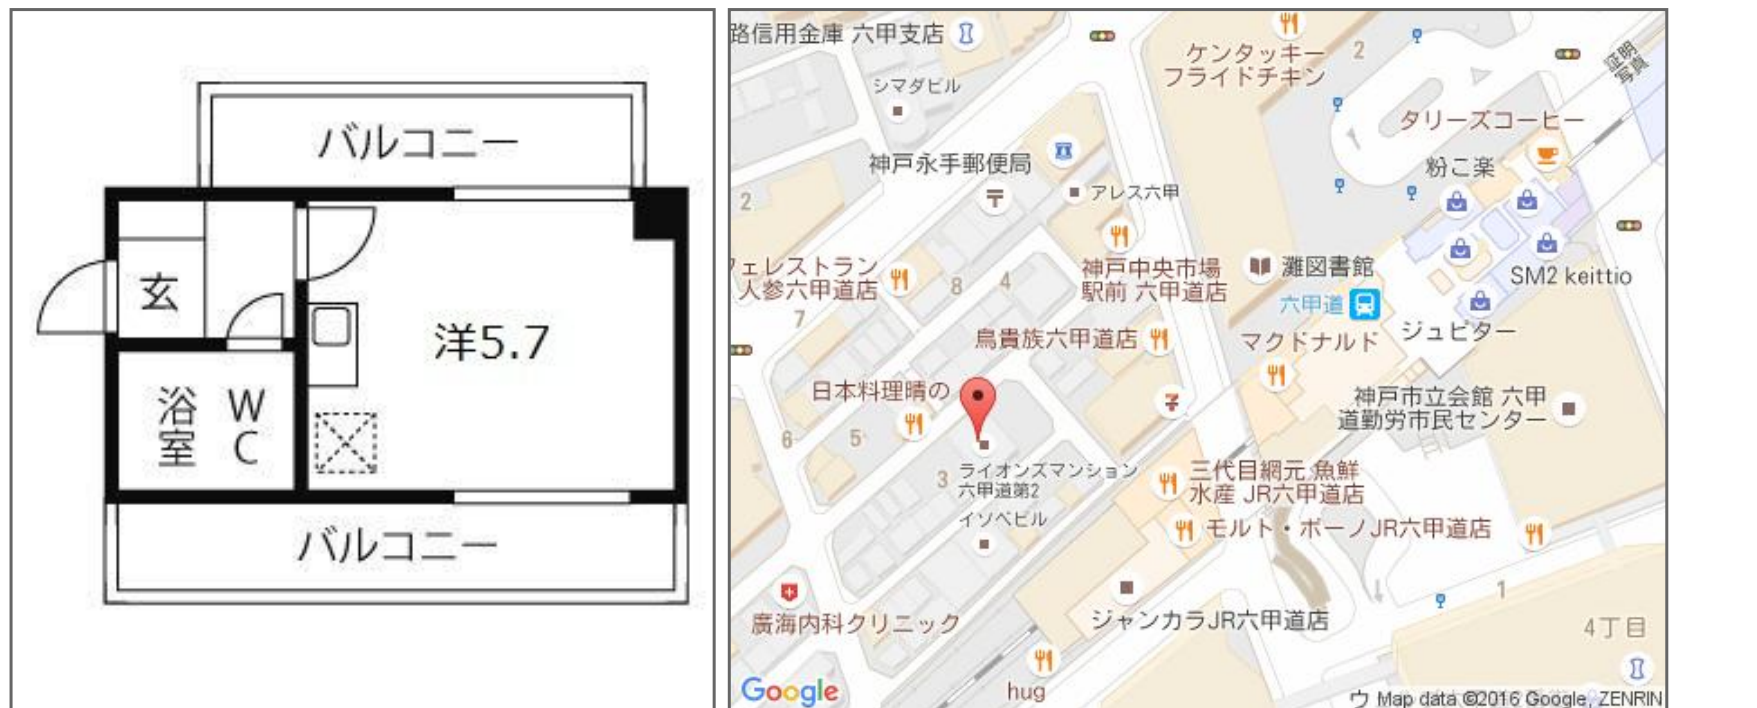 バルコニー
玄
洋5.7
浴室
WC
バルコニー
路信用金庫 六甲支店
シマダビル
ケンタッキー
フライドチキン
2
証明
写真
タリーズコーヒー
粉こ楽
神戸永手郵便局
アレス六甲
2
ェレストラン
人参六甲道店
8
4
7
神戸中央市場
駅前 六甲道店
灘図書館
六甲道
SM2 keittio
ジュピター
マクドナルド
鳥貴族六甲道店
日本料理晴の
神戸市立会館 六甲
道勤労市民センター
6
5
3
ライオンズマンション
六甲道第2
イソベビル
三代目網元 魚鮮
水産 JR六甲道店
モルト・ボーノJR六甲道店
廣海内科クリニック
ジャンカラJR六甲道店
1
4丁目
hug
Google
Map data ©2016 Google, ZENRIN